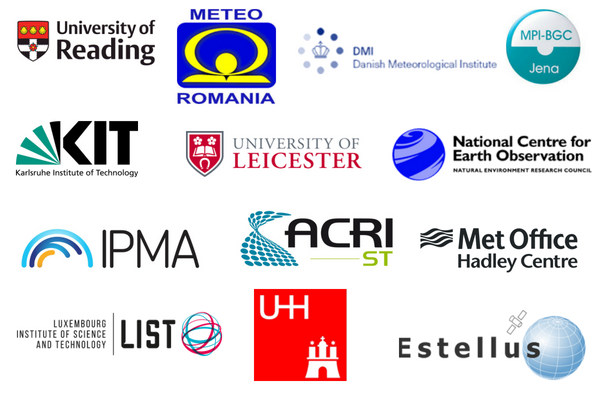 University of
Reading
METEO
ROMANIA
DMI
Danish Meteorological Institute
MPI-BGC
Jena
KIT
Karlsruhe Institute of Technology
UNIVERSITY OF
LEICESTER
National Centre for
Earth Observation
NATURAL ENVIRONMENT RESEARCH COUNCIL
IPMA
ACRI
ST
Met Office
Hadley Centre
LUXEMBOURG
INSTITUTE OF SCIENCE
AND TECHNOLOGY
LIST
UHH
Estellus